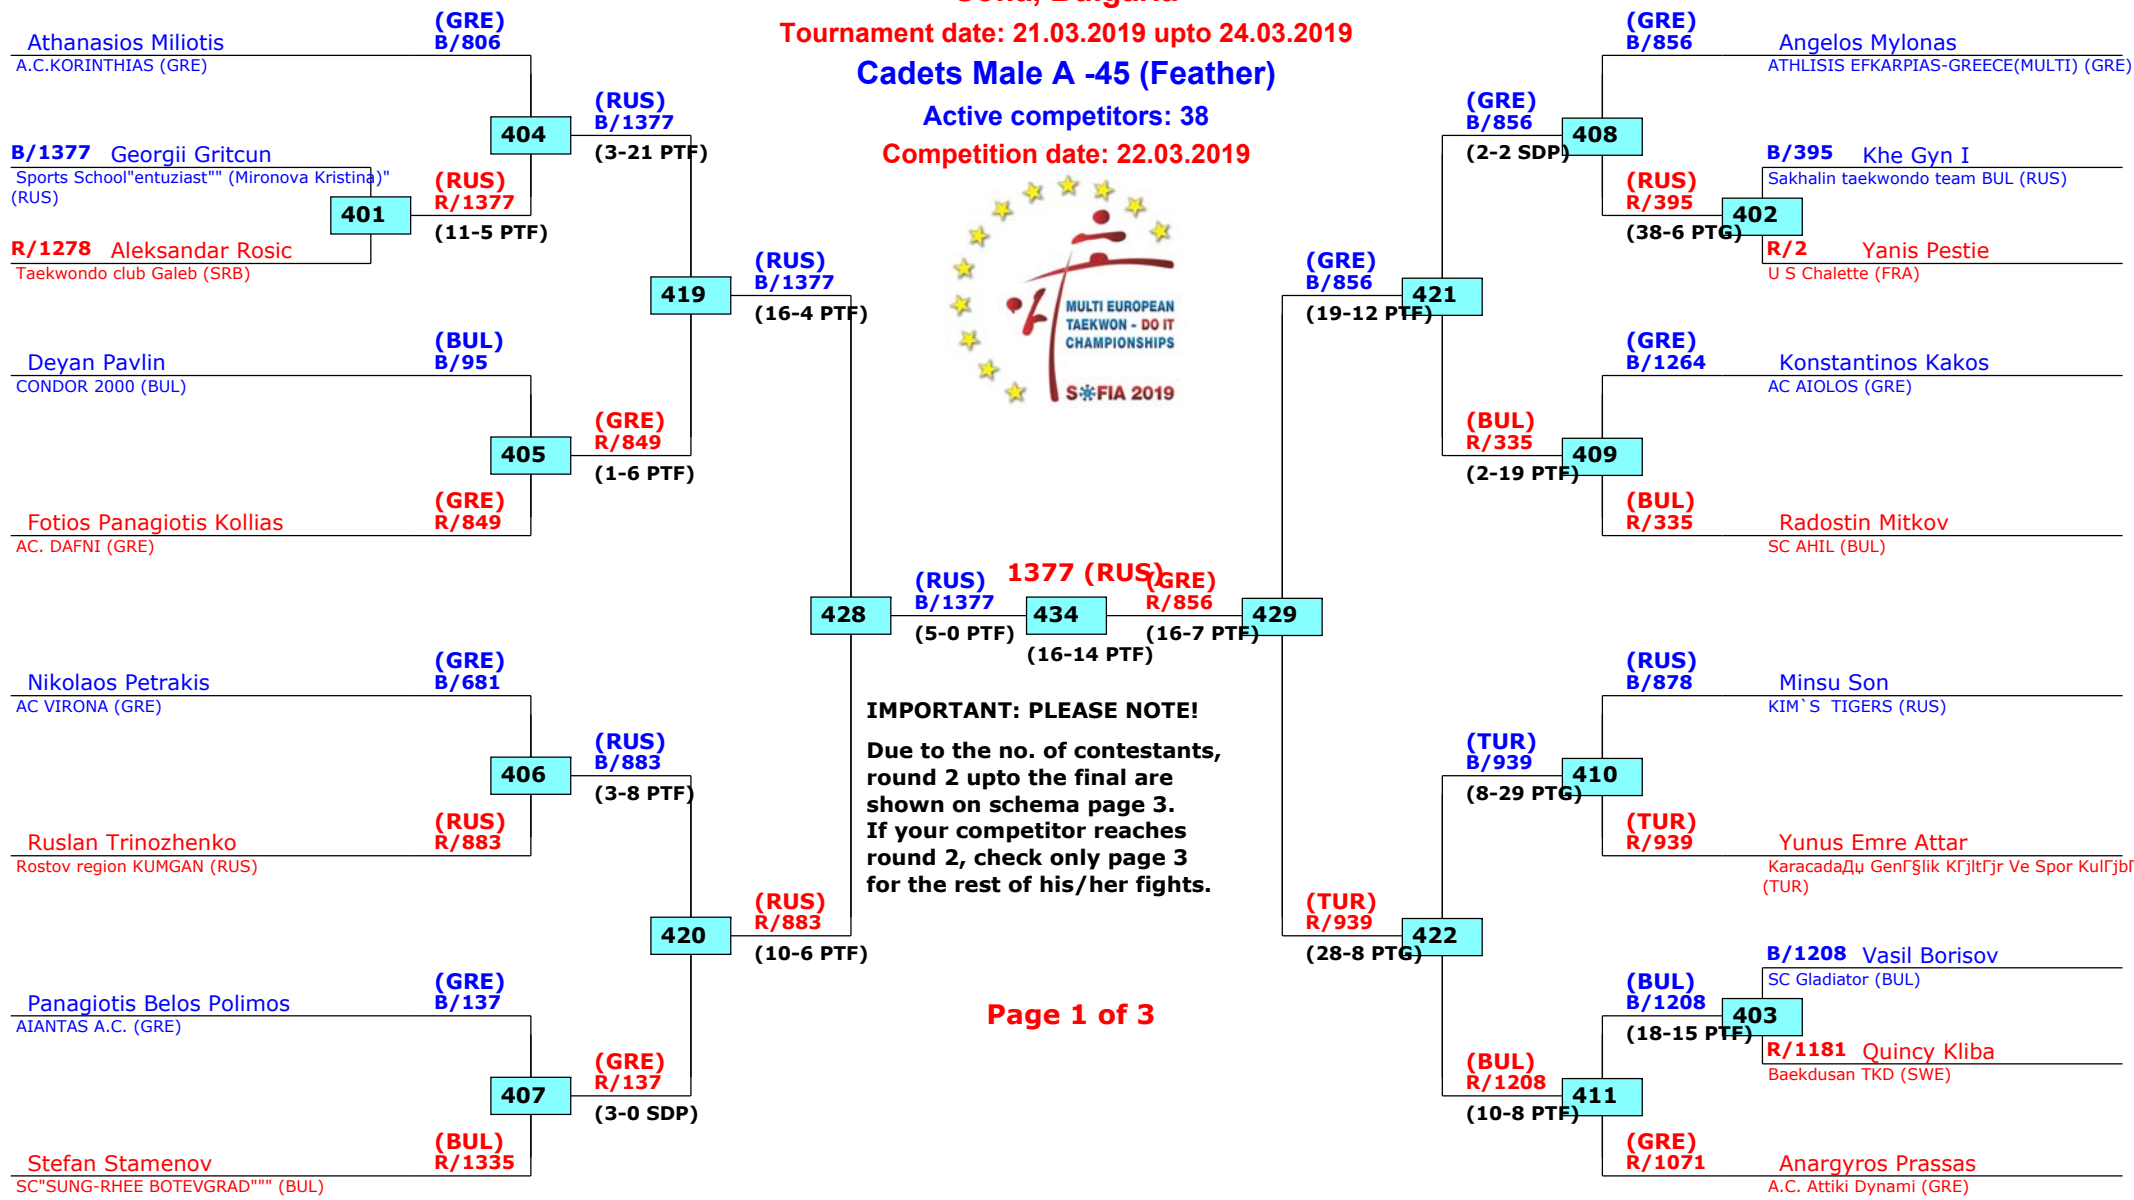 Sofia, Bulgaria
Tournament date: 21.03.2019 upto 24.03.2019
Cadets Male A -45 (Feather)
Active competitors: 38
Competition date: 22.03.2019
MULTI EUROPEAN
TAEKWON - DO IT
CHAMPIONSHIPS
SOFIA 2019
Athanasios Miliotis
A.C.KORINTHIAS (GRE)
(GRE)
B/806
B/1377 Georgii Gritcun
Sports School"entuziast"" (Mironova Kristina)"
(RUS)
R/1278 Aleksandar Rosic
Taekwondo club Galeb (SRB)
401
(RUS)
R/1377
(11-5 PTF)
404
(RUS)
B/1377
(3-21 PTF)
Deyan Pavlin
CONDOR 2000 (BUL)
(BUL)
B/95
405
(GRE)
R/849
(1-6 PTF)
Fotios Panagiotis Kollias
AC. DAFNI (GRE)
(GRE)
R/849
419
(RUS)
B/1377
(16-4 PTF)
Nikolaos Petrakis
AC VIRONA (GRE)
(GRE)
B/681
406
(RUS)
B/883
(3-8 PTF)
Ruslan Trinozhenko
Rostov region KUMGAN (RUS)
(RUS)
R/883
420
(RUS)
R/883
(10-6 PTF)
Panagiotis Belos Polimos
AIANTAS A.C. (GRE)
(GRE)
B/137
407
(GRE)
R/137
(3-0 SDP)
Stefan Stamenov
SC"SUNG-RHEE BOTEVGRAD""" (BUL)
(BUL)
R/1335
428
(RUS)
B/1377
(5-0 PTF)
1377 (RUS)
434
(16-14 PTF)
(GRE)
R/856
(16-7 PTF)
429
IMPORTANT: PLEASE NOTE!
Due to the no. of contestants,
round 2 upto the final are
shown on schema page 3.
If your competitor reaches
round 2, check only page 3
for the rest of his/her fights.
Page 1 of 3
(GRE)
B/856
(19-12 PTF)
421
(GRE)
B/856
(2-2 SDP)
408
(GRE)
B/856
Angelos Mylonas
ATHLISIS EFKARPIAS-GREECE(MULTI) (GRE)
(RUS)
R/395
(38-6 PTG)
402
B/395 Khe Gyn I
Sakhalin taekwondo team BUL (RUS)
R/2 Yanis Pestie
U S Chalette (FRA)
(GRE)
B/1264
Konstantinos Kakos
AC AIOLOS (GRE)
(BUL)
R/335
(2-19 PTF)
409
(BUL)
R/335
Radostin Mitkov
SC AHIL (BUL)
(RUS)
B/878
Minsu Son
KIM`S TIGERS (RUS)
(TUR)
B/939
(8-29 PTG)
410
(TUR)
R/939
Yunus Emre Attar
KaracadaДџ GenГ§lik KГјltГјr Ve Spor KulГјbГ
(TUR)
(TUR)
R/939
(28-8 PTG)
422
B/1208 Vasil Borisov
SC Gladiator (BUL)
(BUL)
B/1208
(18-15 PTF)
403
R/1181 Quincy Kliba
Baekdusan TKD (SWE)
(BUL)
R/1208
(10-8 PTF)
411
(GRE)
R/1071
Anargyros Prassas
A.C. Attiki Dynami (GRE)